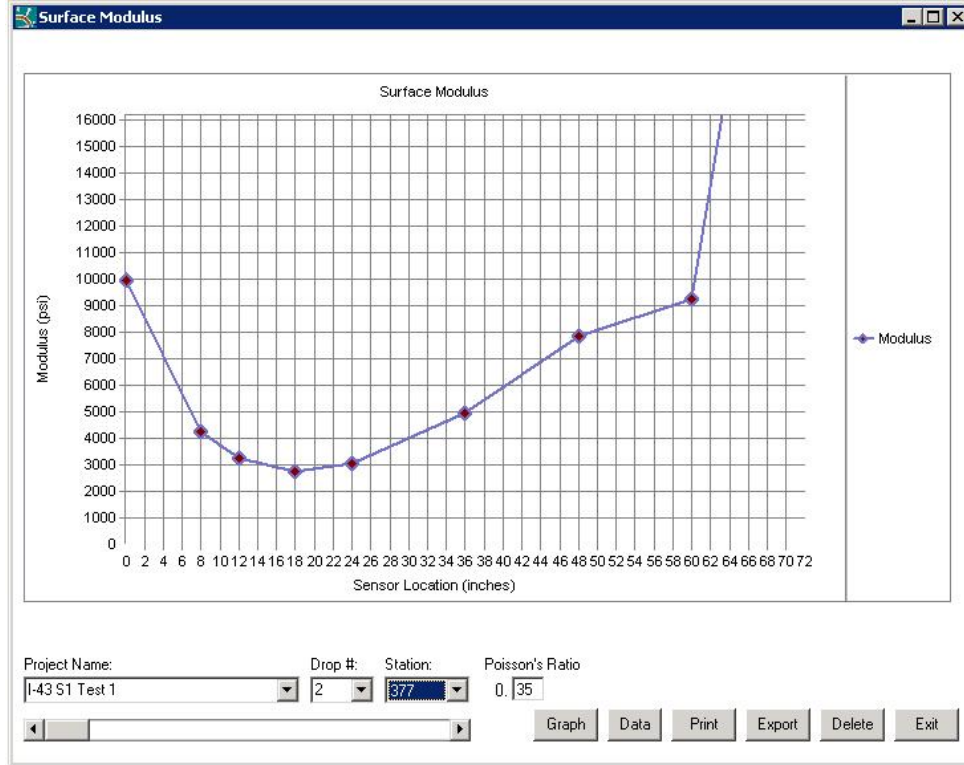 Surface Modulus
Surface Modulus
16000
15000
14000
13000
12000
11000
10000
9000
8000
7000
6000
5000
4000
3000
2000
1000
0
Modulus (psi)
Modulus
0 2 4 6 8 10 12 14 16 18 20 22 24 26 28 30 32 34 36 38 40 42 44 46 48 50 52 54 56 58 60 62 64 66 68 70 72
Sensor Location (inches)
Project Name: Drop #: Station: Poisson's Ratio
I-43 S1 Test 1 2 377 0. 35
Graph Data Print Export Delete Exit